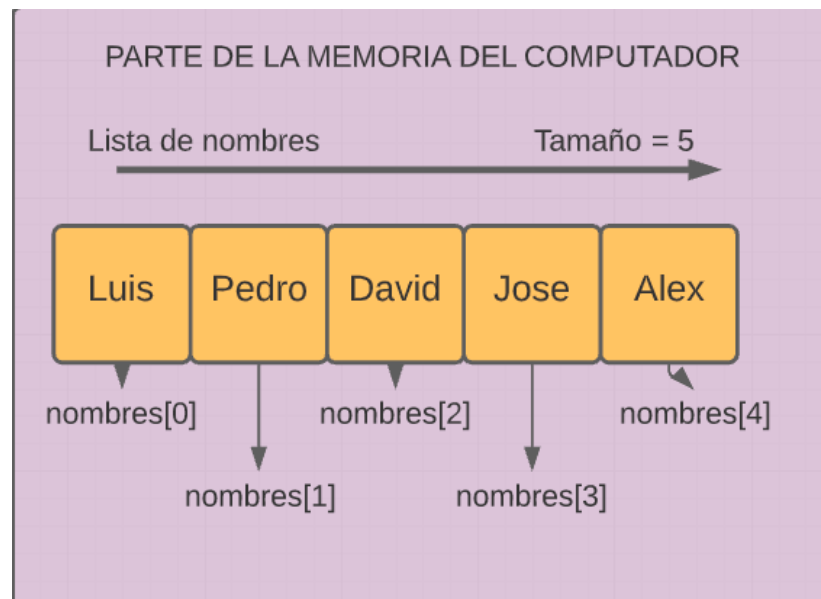 PARTE DE LA MEMORIA DEL COMPUTADOR
Lista de nombres
Tamaño = 5
Luis
Pedro
David
Jose
Alex
nombres[0]
nombres[2]
nombres[4]
nombres[1]
nombres[3]